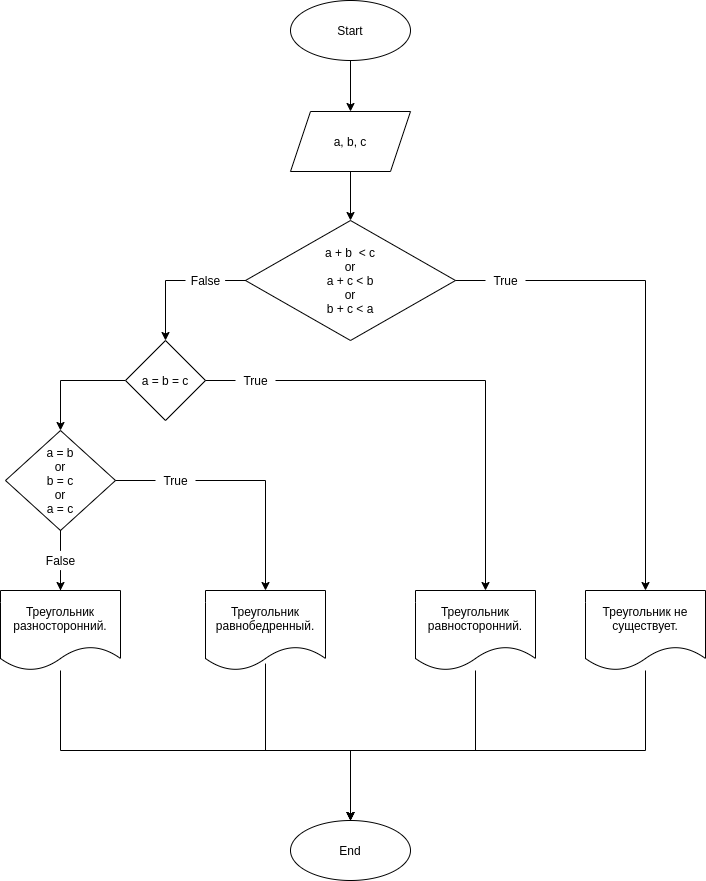 Start
a, b, c
a + b  < c
or
a + c < b
or
b + c < a
False
True
a = b = c
True
a = b
or
b = c
or
a = c
True
False
Треугольник
разносторонний.
Треугольник
равнобедренный.
Треугольник
равносторонний.
Треугольник не
существует.
End